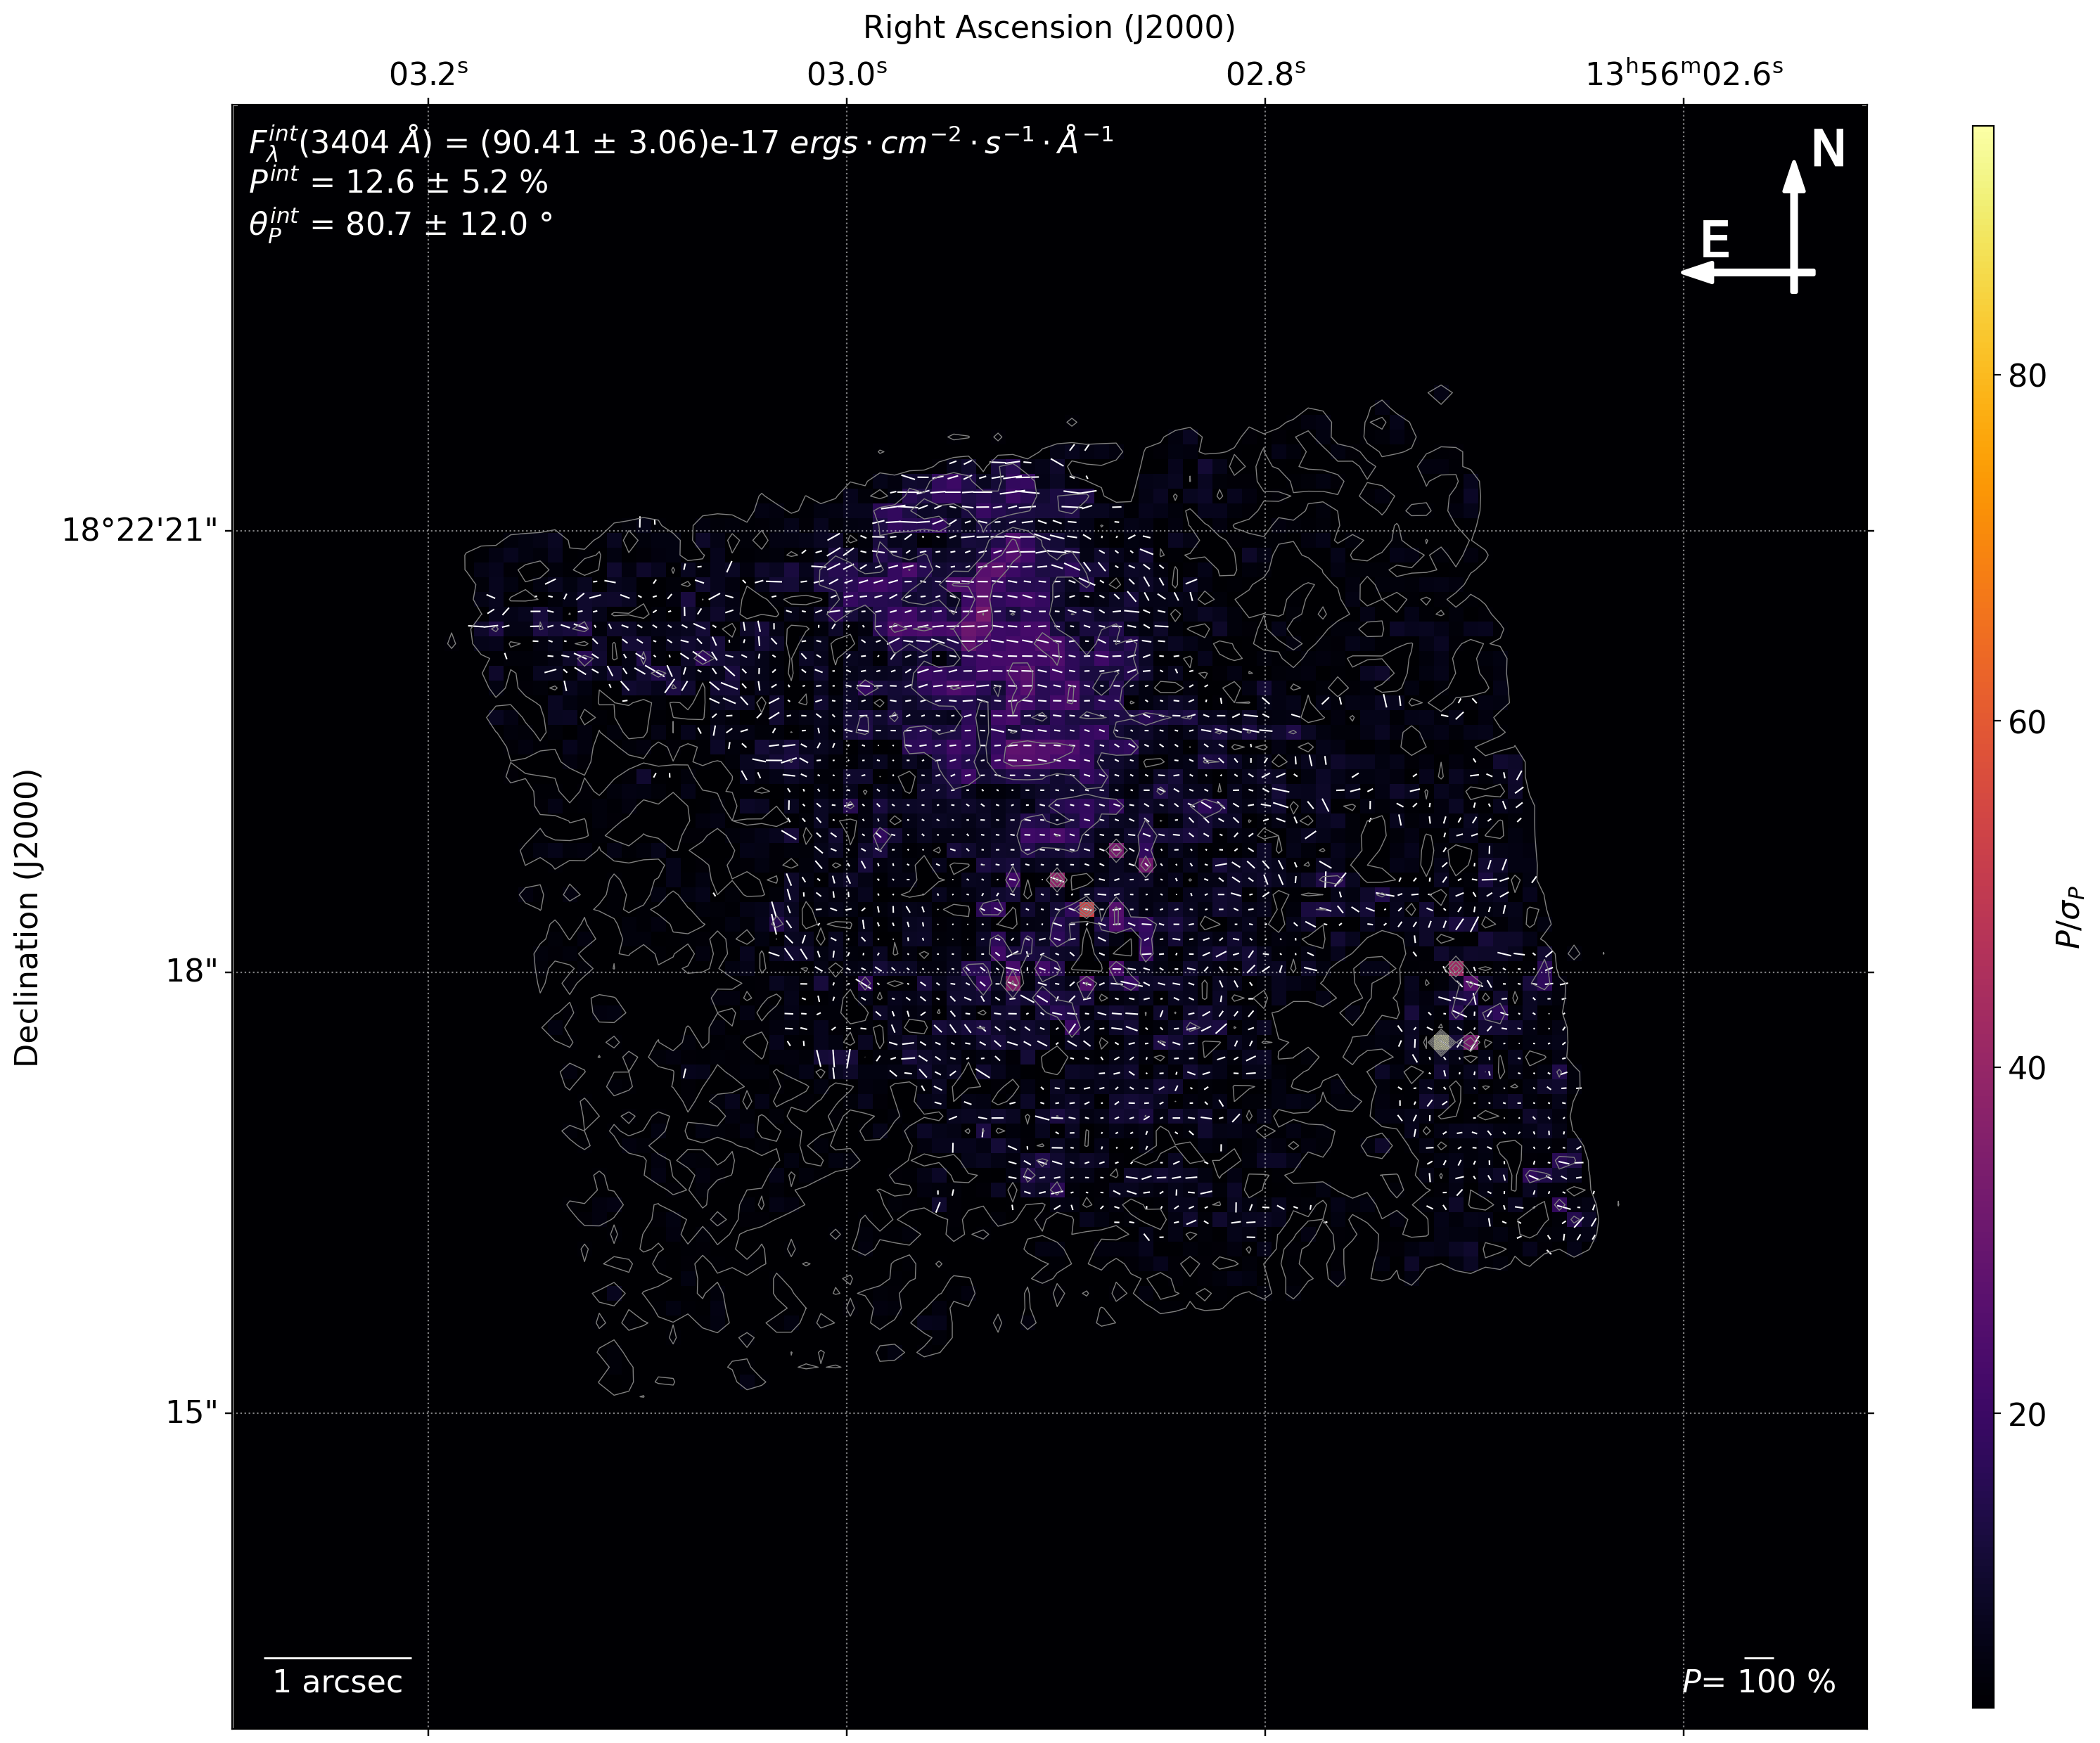 Right Ascension (J2000)
03.2ˢ 03.0ˢ 02.8ˢ 13ʰ56ᵐ02.6ˢ
F_λ^int(3404 Å) = (90.41 ± 3.06)e-17 ergs · cm⁻² · s⁻¹ · Å⁻¹
P^int = 12.6 ± 5.2 %
θ_P^int = 80.7 ± 12.0 °
N
E
18°22'21"
18"
15"
Declination (J2000)
80
60
40
20
P/σ_P
1 arcsec
P= 100 %